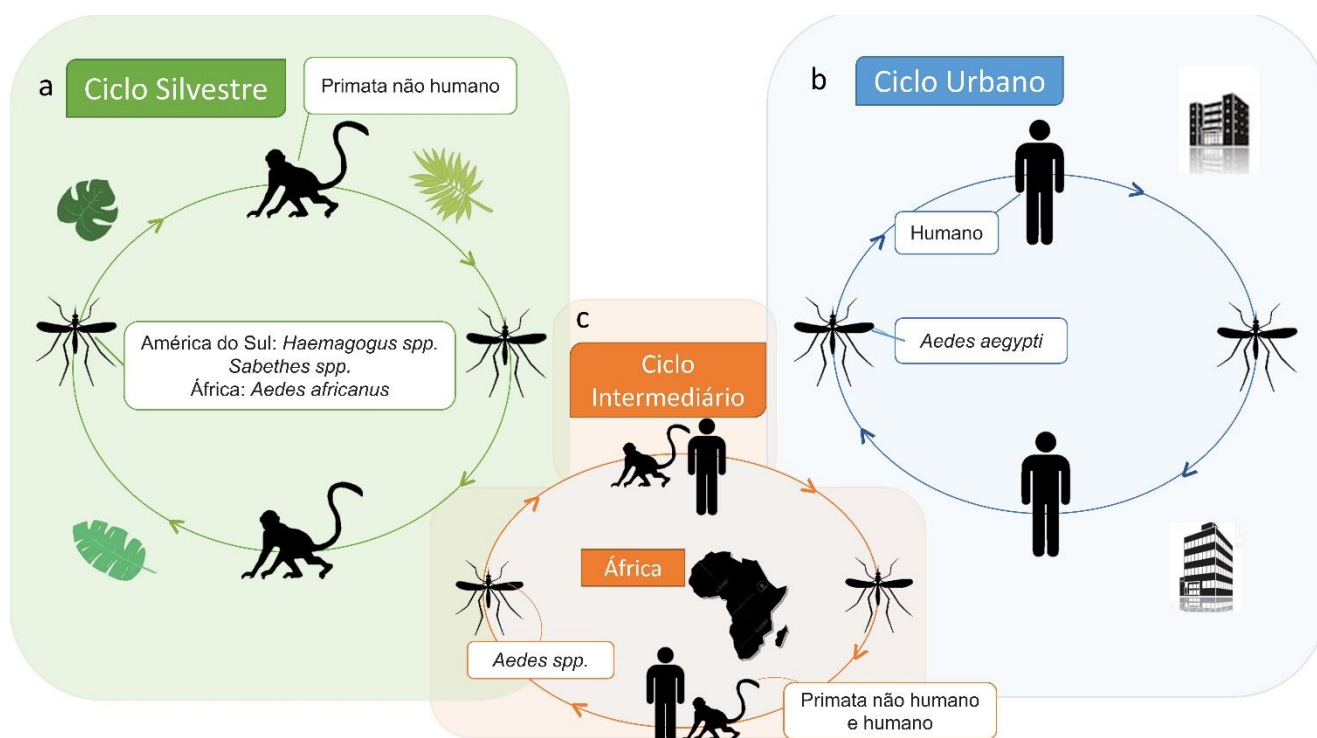 a
Ciclo Silvestre
Primata não humano
América do Sul: Haemagogus spp.
Sabethes spp.
África: Aedes africanus
b
Ciclo Urbano
Humano
Aedes aegypti
c
Ciclo
Intermediário
África
Aedes spp.
Primata não humano
e humano